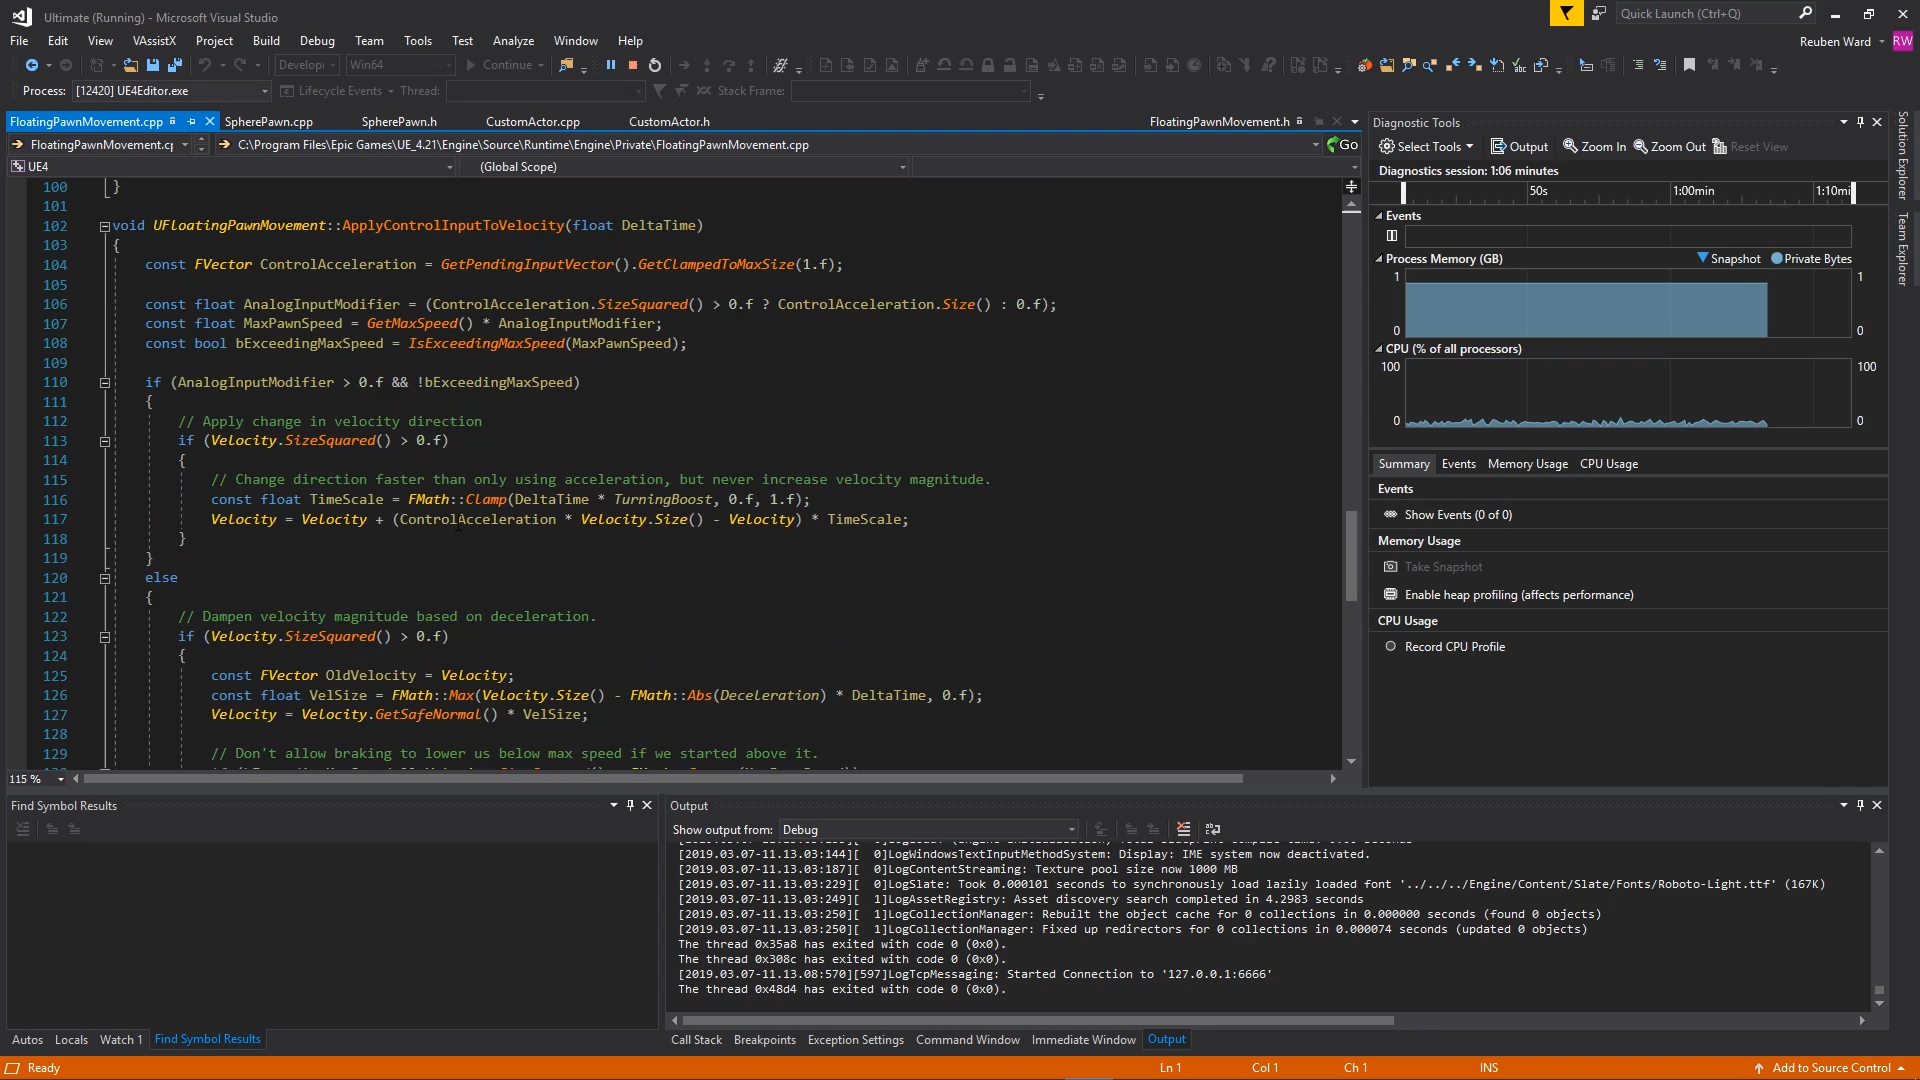 Ultimate (Running) - Microsoft Visual Studio
Quick Launch (Ctrl+Q)
File Edit View VAssistX Project Build Debug Team Tools Test Analyze Window Help
Reuben Ward RW
Developi Win64 Continue
Process: [12420] UE4Editor.exe Lifecycle Events Thread: Stack Frame:
FloatingPawnMovement.cpp SpherePawn.cpp SpherePawn.h CustomActor.cpp CustomActor.h FloatingPawnMovement.h
FloatingPawnMovement.cp C:\Program Files\Epic Games\UE_4.21\Engine\Source\Runtime\Engine\Private\FloatingPawnMovement.cpp Go
UE4 (Global Scope)
100 }
101
102 void UFloatingPawnMovement::ApplyControlInputToVelocity(float DeltaTime)
103 {
104 const FVector ControlAcceleration = GetPendingInputVector().GetClampedToMaxSize(1.f);
105
106 const float AnalogInputModifier = (ControlAcceleration.SizeSquared() > 0.f ? ControlAcceleration.Size() : 0.f);
107 const float MaxPawnSpeed = GetMaxSpeed() * AnalogInputModifier;
108 const bool bExceedingMaxSpeed = IsExceedingMaxSpeed(MaxPawnSpeed);
109
110 if (AnalogInputModifier > 0.f && !bExceedingMaxSpeed)
111 {
112 // Apply change in velocity direction
113 if (Velocity.SizeSquared() > 0.f)
114 {
115 // Change direction faster than only using acceleration, but never increase velocity magnitude.
116 const float TimeScale = FMath::Clamp(DeltaTime * TurningBoost, 0.f, 1.f);
117 Velocity = Velocity + (ControlAcceleration * Velocity.Size() - Velocity) * TimeScale;
118 }
119 }
120 else
121 {
122 // Dampen velocity magnitude based on deceleration.
123 if (Velocity.SizeSquared() > 0.f)
124 {
125 const FVector OldVelocity = Velocity;
126 const float VelSize = FMath::Max(Velocity.Size() - FMath::Abs(Deceleration) * DeltaTime, 0.f);
127 Velocity = Velocity.GetSafeNormal() * VelSize;
128
129 // Don't allow braking to lower us below max speed if we started above it.
115 %
Diagnostic Tools
Select Tools Output Zoom In Zoom Out Reset View
Diagnostics session: 1:06 minutes
50s 1:00min 1:10mi
Events
Process Memory (GB) Snapshot Private Bytes
1 1
0 0
CPU (% of all processors)
100 100
0 0
Summary Events Memory Usage CPU Usage
Events
Show Events (0 of 0)
Memory Usage
Take Snapshot
Enable heap profiling (affects performance)
CPU Usage
Record CPU Profile
Solution Explorer
Team Explorer
Find Symbol Results
Output
Show output from: Debug
[2019.03.07-11.13.03:144][ 0]LogWindowsTextInputMethodSystem: Display: IME system now deactivated.
[2019.03.07-11.13.03:187][ 0]LogContentStreaming: Texture pool size now 1000 MB
[2019.03.07-11.13.03:229][ 0]LogSlate: Took 0.000101 seconds to synchronously load lazily loaded font '../../../Engine/Content/Slate/Fonts/Roboto-Light.ttf' (167K)
[2019.03.07-11.13.03:249][ 1]LogAssetRegistry: Asset discovery search completed in 4.2983 seconds
[2019.03.07-11.13.03:250][ 1]LogCollectionManager: Rebuilt the object cache for 0 collections in 0.000000 seconds (found 0 objects)
[2019.03.07-11.13.03:250][ 1]LogCollectionManager: Fixed up redirectors for 0 collections in 0.000074 seconds (updated 0 objects)
The thread 0x35a8 has exited with code 0 (0x0).
The thread 0x308c has exited with code 0 (0x0).
[2019.03.07-11.13.08:570][597]LogTcpMessaging: Started Connection to '127.0.0.1:6666'
The thread 0x48d4 has exited with code 0 (0x0).
Autos Locals Watch 1 Find Symbol Results
Call Stack Breakpoints Exception Settings Command Window Immediate Window Output
Ready Ln 1 Col 1 Ch 1 INS Add to Source Control